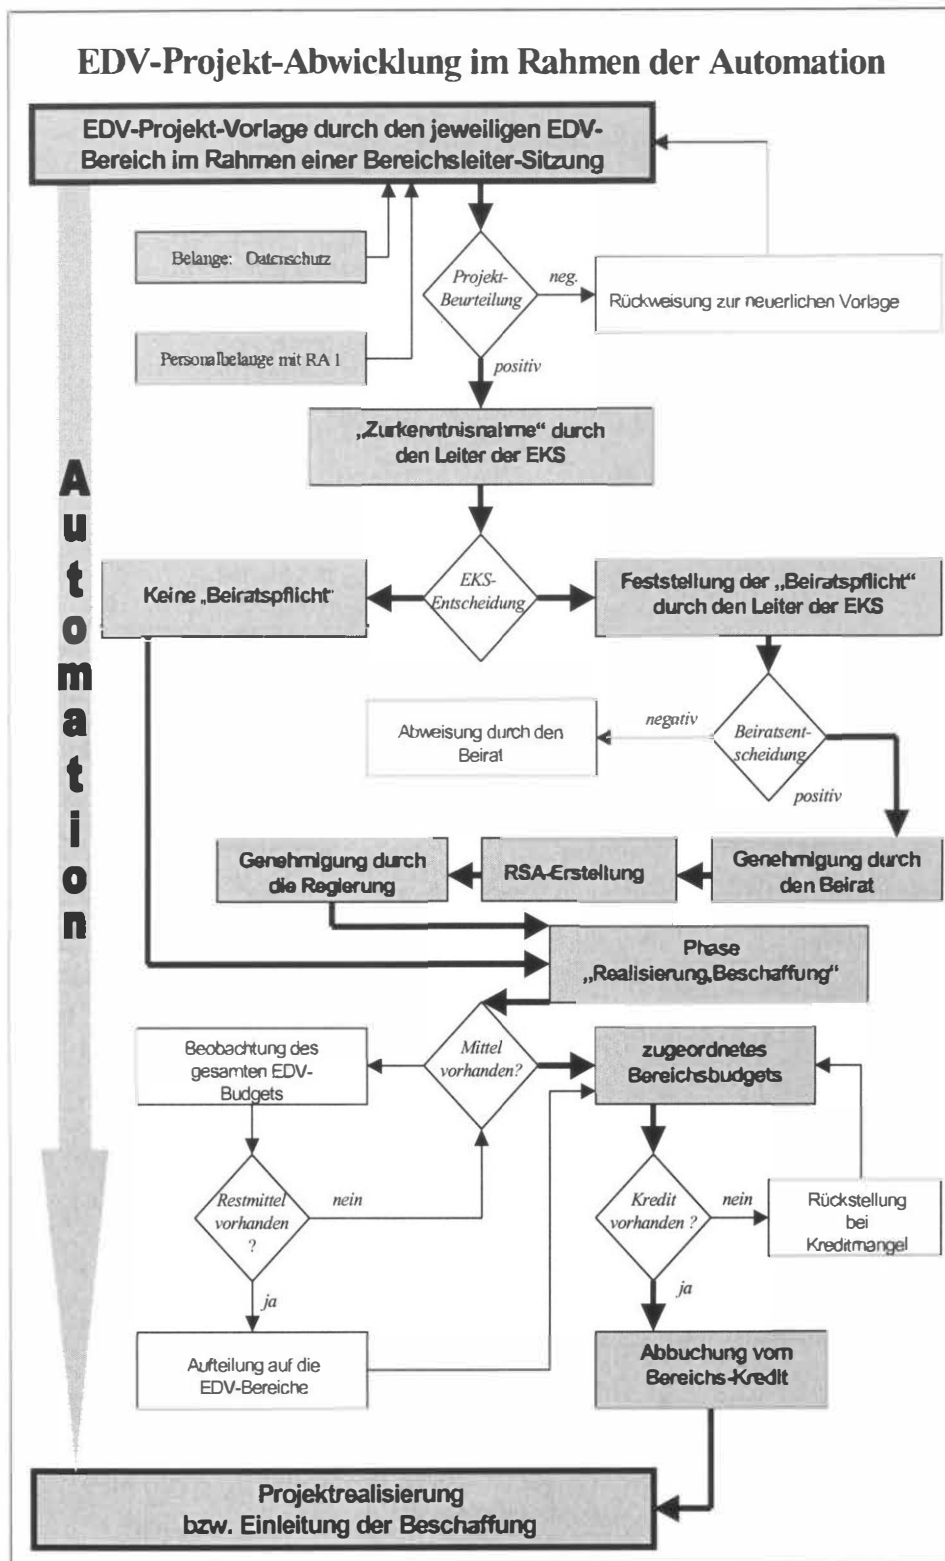 EDV-Projekt-Abwicklung im Rahmen der Automation
EDV-Projekt-Vorlage durch den jeweiligen EDV-
Bereich im Rahmen einer Bereichsleiter-Sitzung
Belange: Datenschutz
Projekt-
Beurteilung
neg.
Rückweisung zur neuerlichen Vorlage
Personalbelange mit RA 1
positiv
„Zurkenntnisnahme“ durch
den Leiter der EKS
Automation
Keine „Beiratspflicht“
EKS-
Entscheidung
Feststellung der „Beiratspflicht“
durch den Leiter der EKS
Abweisung durch den
Beirat
negativ
Beiratsent-
scheidung
positiv
Genehmigung durch
die Regierung
RSA-Erstellung
Genehmigung durch
den Beirat
Phase
„Realisierung,Beschaffung“
Beobachtung des
gesamten EDV-
Budgets
Mittel
vorhanden?
zugeordnetes
Bereichsbudgets
Restmittel
vorhanden
?
nein
Kredit
vorhanden ?
nein
Rückstellung
bei
Kreditmangel
ja
ja
Aufteilung auf die
EDV-Bereiche
Abbuchung vom
Bereichs-Kredit
Projektrealisierung
bzw. Einleitung der Beschaffung